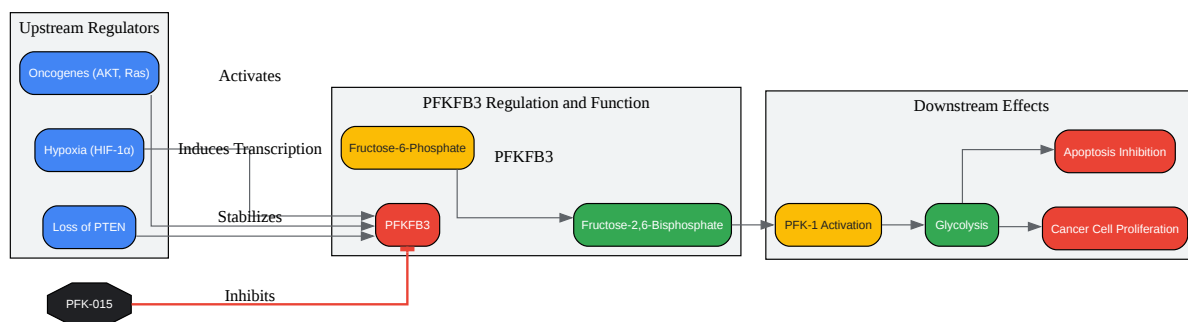 Upstream Regulators
Oncogenes (AKT, Ras)
Activates
PFKFB3 Regulation and Function
Downstream Effects
Hypoxia (HIF-1α)
Induces Transcription
Fructose-6-Phosphate
PFKFB3
Apoptosis Inhibition
Loss of PTEN
Stabilizes
PFKFB3
Fructose-2,6-Bisphosphate
PFK-1 Activation
Glycolysis
Cancer Cell Proliferation
PFK-015
Inhibits